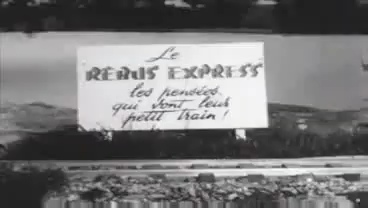 Le
REBUS EXPRESS
les pensées
qui vont leur
petit train !